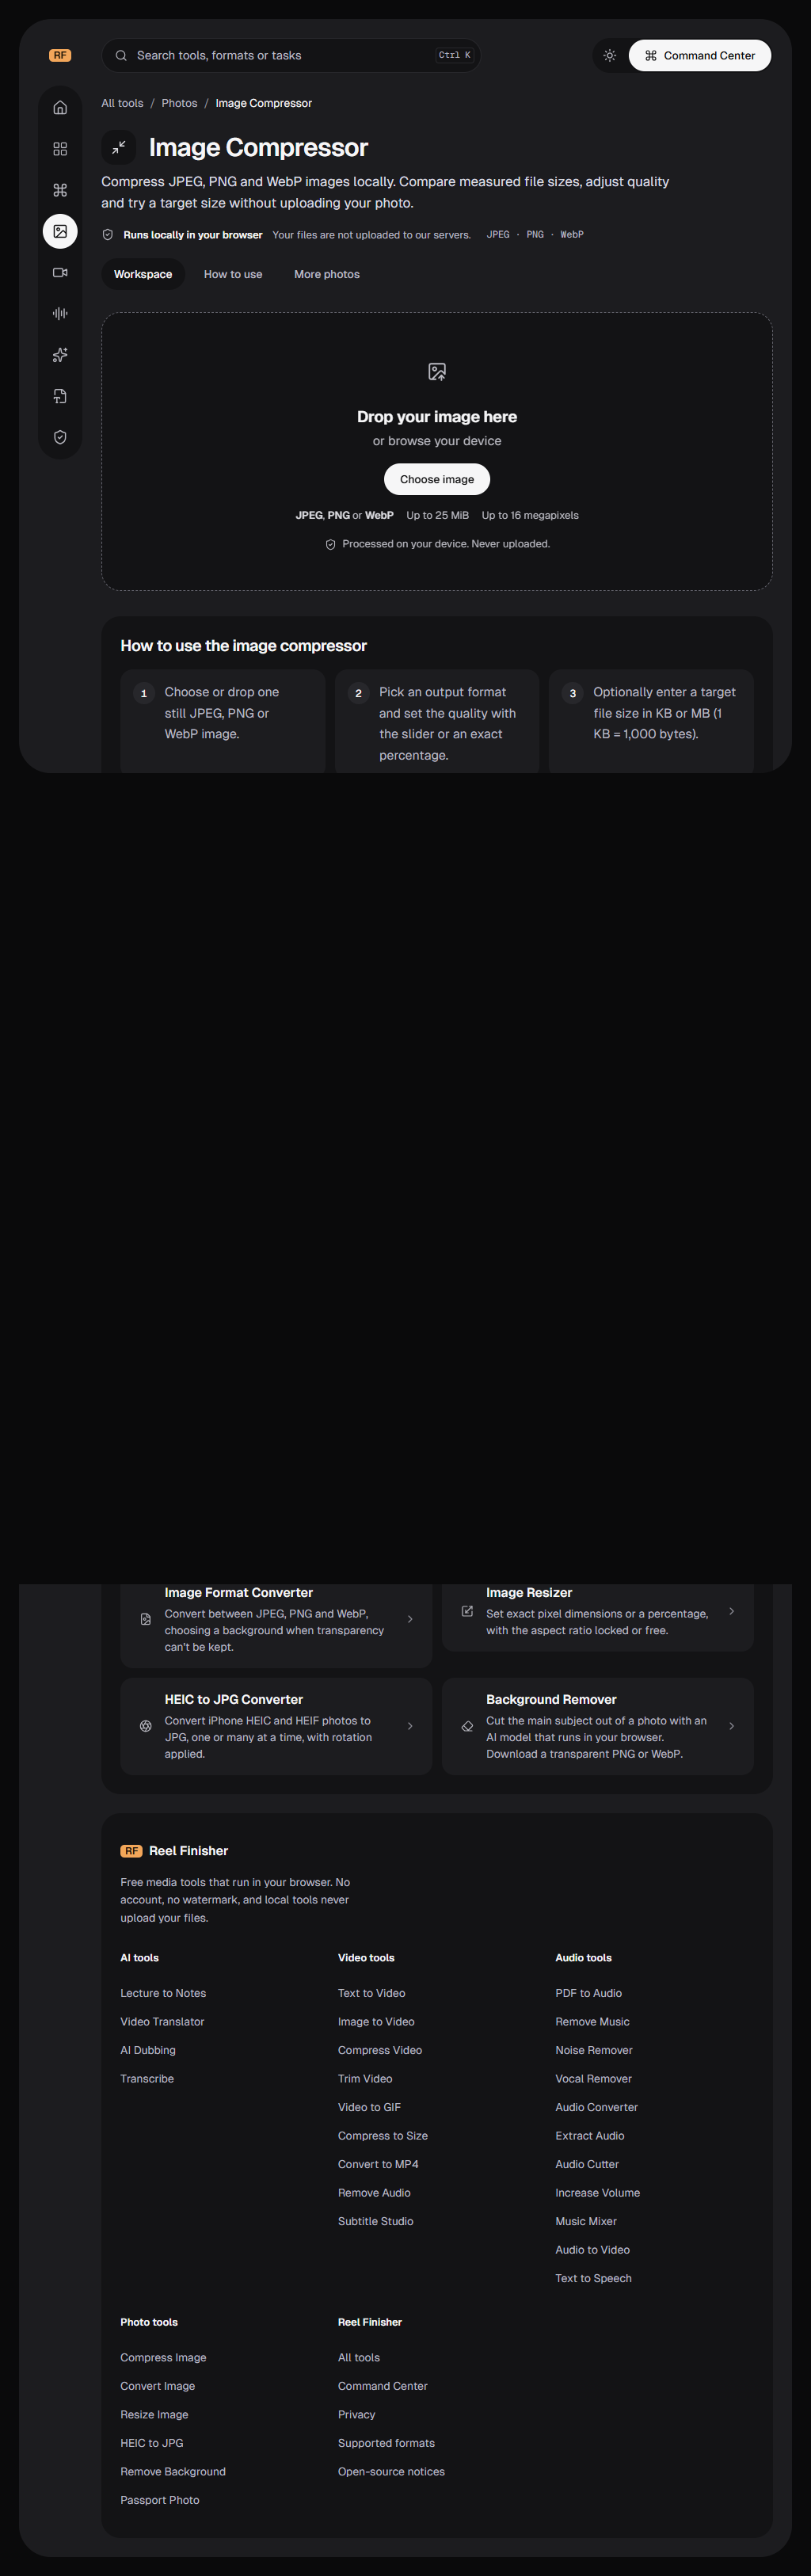 RF
Search tools, formats or tasks
Ctrl K
Command Center
All tools / Photos / Image Compressor
Image Compressor
Compress JPEG, PNG and WebP images locally. Compare measured file sizes, adjust quality
and try a target size without uploading your photo.
Runs locally in your browser Your files are not uploaded to our servers. JPEG · PNG · WebP
Workspace
How to use
More photos
Drop your image here
or browse your device
Choose image
JPEG, PNG or WebP Up to 25 MiB Up to 16 megapixels
Processed on your device. Never uploaded.
How to use the image compressor
1
Choose or drop one
still JPEG, PNG or
WebP image.
2
Pick an output format
and set the quality with
the slider or an exact
percentage.
3
Optionally enter a target
file size in KB or MB (1
KB = 1,000 bytes).
Image Format Converter
Convert between JPEG, PNG and WebP,
choosing a background when transparency
can't be kept.
Image Resizer
Set exact pixel dimensions or a percentage,
with the aspect ratio locked or free.
HEIC to JPG Converter
Convert iPhone HEIC and HEIF photos to
JPG, one or many at a time, with rotation
applied.
Background Remover
Cut the main subject out of a photo with an
AI model that runs in your browser.
Download a transparent PNG or WebP.
RF Reel Finisher
Free media tools that run in your browser. No
account, no watermark, and local tools never
upload your files.
AI tools
Lecture to Notes
Video Translator
AI Dubbing
Transcribe
Video tools
Text to Video
Image to Video
Compress Video
Trim Video
Video to GIF
Compress to Size
Convert to MP4
Remove Audio
Subtitle Studio
Audio tools
PDF to Audio
Remove Music
Noise Remover
Vocal Remover
Audio Converter
Extract Audio
Audio Cutter
Increase Volume
Music Mixer
Audio to Video
Text to Speech
Photo tools
Compress Image
Convert Image
Resize Image
HEIC to JPG
Remove Background
Passport Photo
Reel Finisher
All tools
Command Center
Privacy
Supported formats
Open-source notices